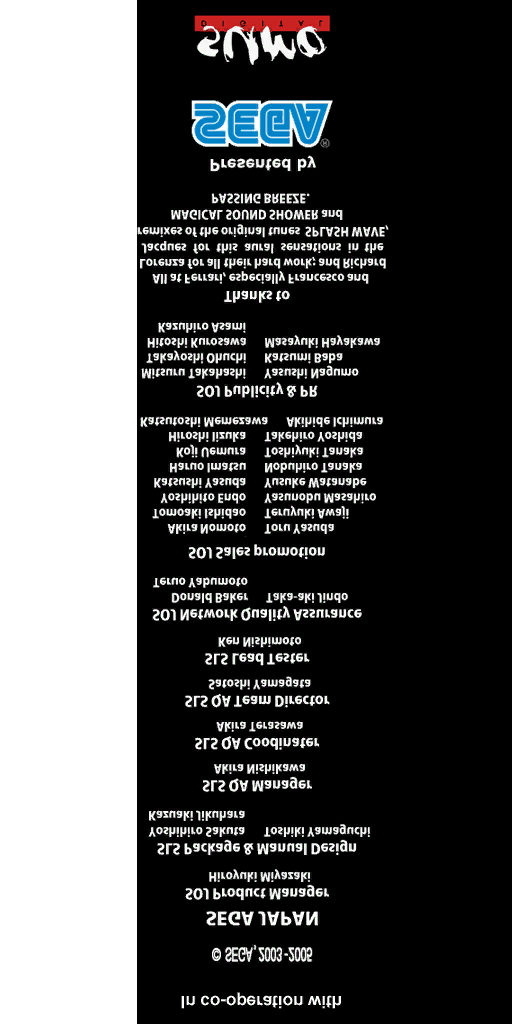 In co-operation with
© SEGA, 2003-2005
SEGA JAPAN
SOJ Product Manager
Hiroyuki Miyazaki
SLS Package & Manual Design
Yoshihiro Sakuta Toshiki Yamaguchi
Kazuaki Jikuhara
SLS QA Manager
Akira Nishikawa
SLS QA Coodinater
Akira Terasawa
SLS QA Team Director
Satoshi Yamagata
SLS Lead Tester
Ken Nishimoto
SOJ Network Quality Assurance
Donald Baker Taka-aki Jindo
Teruo Yabumoto
SOJ Sales promotion
Akira Nomoto Toru Yasuda
Tomoaki Ishidao Teruyuki Awaji
Yoshihito Endo Yasunobu Masahiro
Katsushi Yasuda Yusuke Watanabe
Haruo Imatsu Nobuhiro Tanaka
Koji Uemura Toshiyuki Tanaka
Hiroshi Iizuka Takehiro Yoshida
Katsutoshi Memezawa Akihide Ichimura
SOJ Publicity & PR
Mitsuru Takahashi Yasushi Nagumo
Takayoshi Ohuchi Katsumi Baba
Hitoshi Kurosawa Masayuki Hayakawa
Kazuhiro Asami
Thanks to
All at Ferrari, especially Francesco and
Lorenza for all their hard work; and Richard
Jacques for this aural sensations in the
remixes of the original tunes SPLASH WAVE,
MAGICAL SOUND SHOWER and
PASSING BREEZE.
Presented by
SEGA®
sumo
DIGITAL